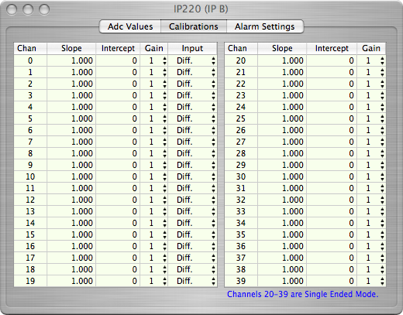 IP220 (IP B)
Adc Values Calibrations Alarm Settings
Chan Slope Intercept Gain Input Chan Slope Intercept Gain
0 1.000 0 1 Diff. 20 1.000 0 1
1 1.000 0 1 Diff. 21 1.000 0 1
2 1.000 0 1 Diff. 22 1.000 0 1
3 1.000 0 1 Diff. 23 1.000 0 1
4 1.000 0 1 Diff. 24 1.000 0 1
5 1.000 0 1 Diff. 25 1.000 0 1
6 1.000 0 1 Diff. 26 1.000 0 1
7 1.000 0 1 Diff. 27 1.000 0 1
8 1.000 0 1 Diff. 28 1.000 0 1
9 1.000 0 1 Diff. 29 1.000 0 1
10 1.000 0 1 Diff. 30 1.000 0 1
11 1.000 0 1 Diff. 31 1.000 0 1
12 1.000 0 1 Diff. 32 1.000 0 1
13 1.000 0 1 Diff. 33 1.000 0 1
14 1.000 0 1 Diff. 34 1.000 0 1
15 1.000 0 1 Diff. 35 1.000 0 1
16 1.000 0 1 Diff. 36 1.000 0 1
17 1.000 0 1 Diff. 37 1.000 0 1
18 1.000 0 1 Diff. 38 1.000 0 1
19 1.000 0 1 Diff. 39 1.000 0 1
Channels 20-39 are Single Ended Mode.